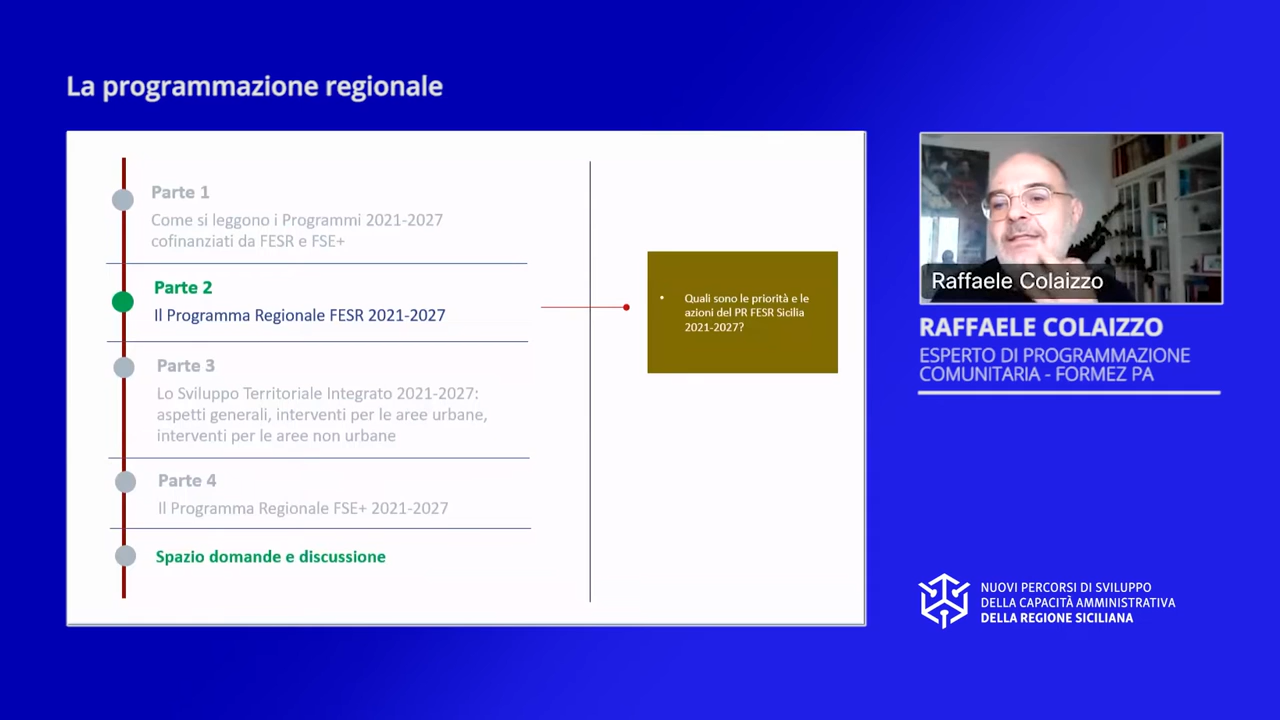 La programmazione regionale
Parte 1
Come si leggono i Programmi 2021-2027
cofinanziati da FESR e FSE+
Parte 2
Il Programma Regionale FESR 2021-2027
Parte 3
Lo Sviluppo Territoriale Integrato 2021-2027:
aspetti generali, interventi per le aree urbane,
interventi per le aree non urbane
Parte 4
Il Programma Regionale FSE+ 2021-2027
Spazio domande e discussione
• Quali sono le priorità e le
azioni del PR FESR Sicilia
2021-2027?
Raffaele Colaizzo
RAFFAELE COLAIZZO
ESPERTO DI PROGRAMMAZIONE
COMUNITARIA - FORMEZ PA
NUOVI PERCORSI DI SVILUPPO
DELLA CAPACITÀ AMMINISTRATIVA
DELLA REGIONE SICILIANA